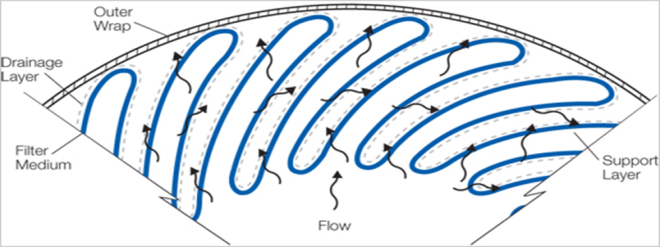 Outer
Wrap
Drainage
Layer
Filter
Medium
Support
Layer
Flow